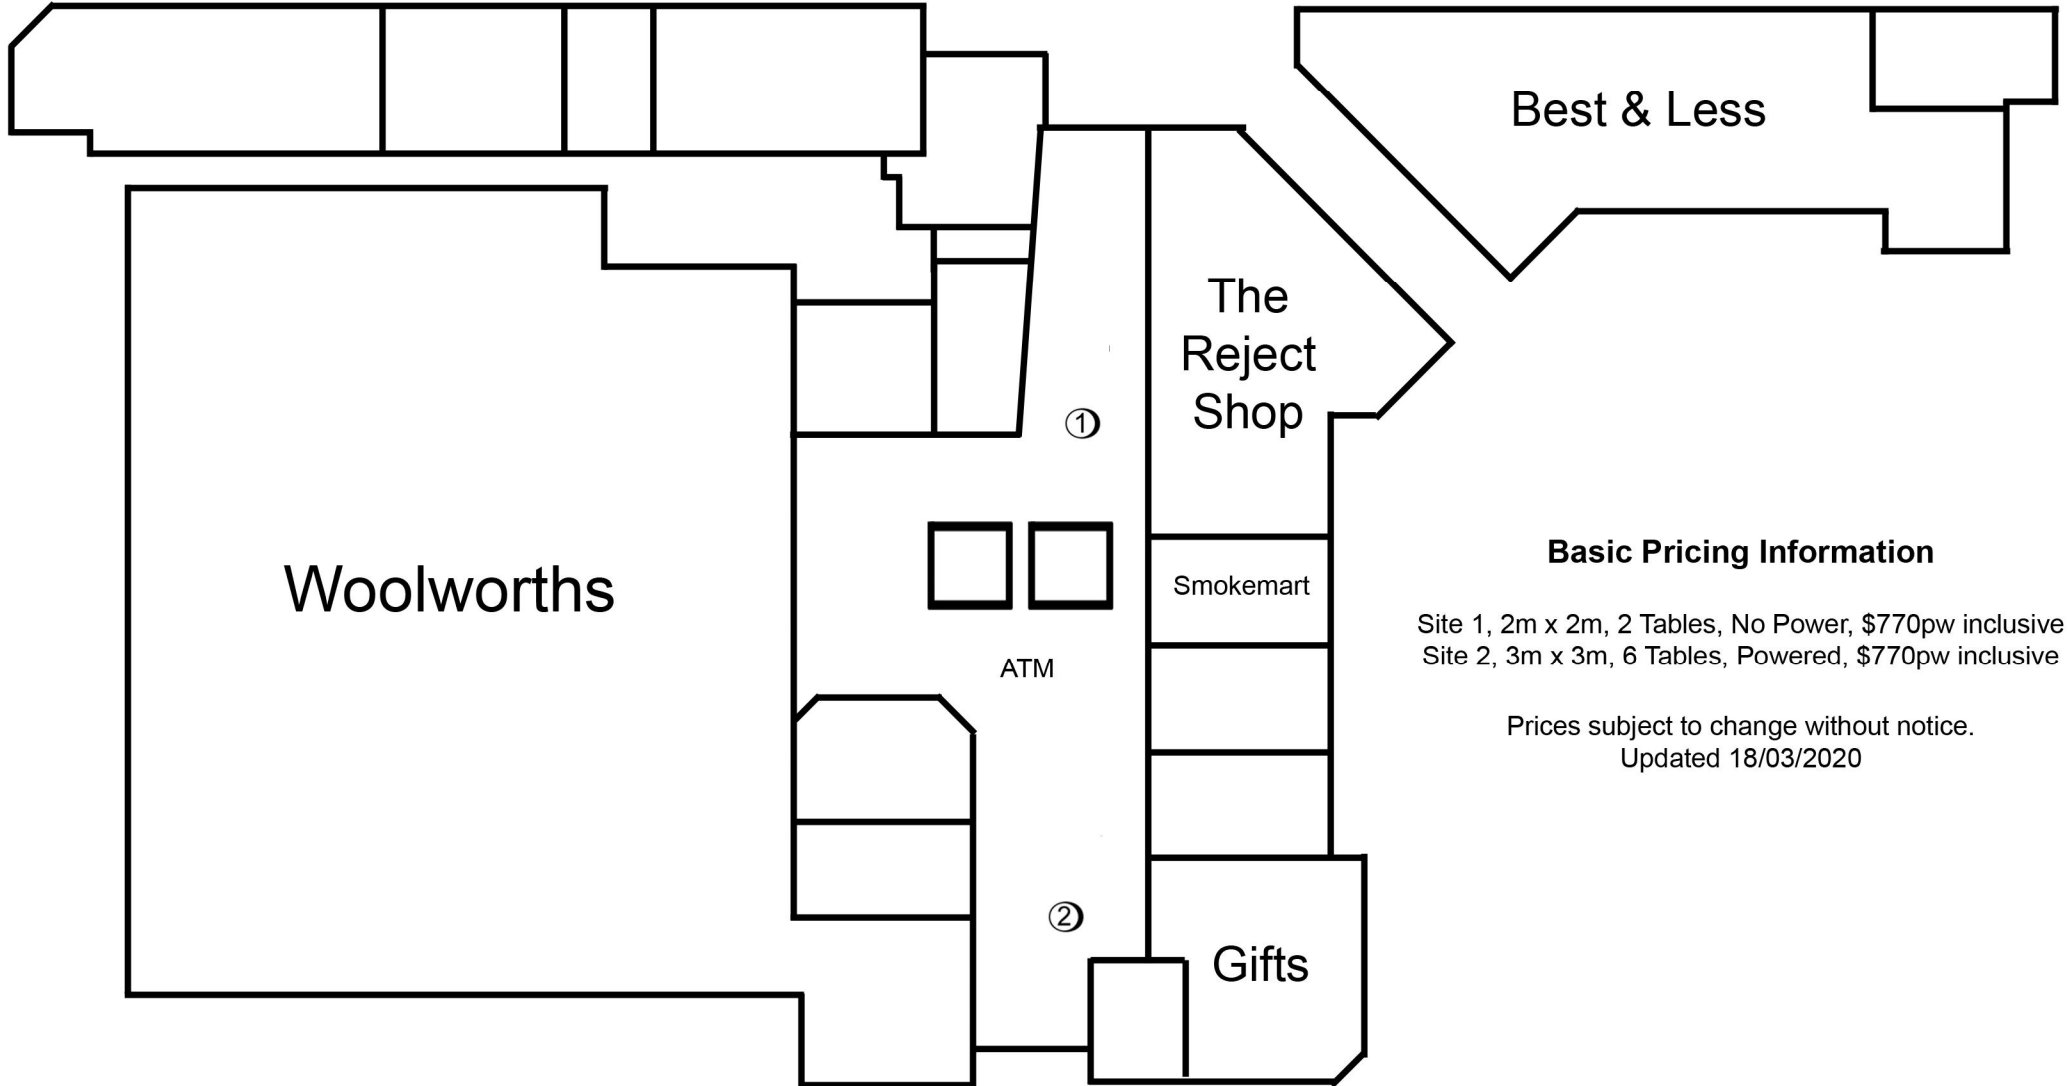 Best & Less
The
Reject
Shop
①
Woolworths
Smokemart
ATM
②
Gifts
Basic Pricing Information
Site 1, 2m x 2m, 2 Tables, No Power, $770pw inclusive
Site 2, 3m x 3m, 6 Tables, Powered, $770pw inclusive
Prices subject to change without notice.
Updated 18/03/2020